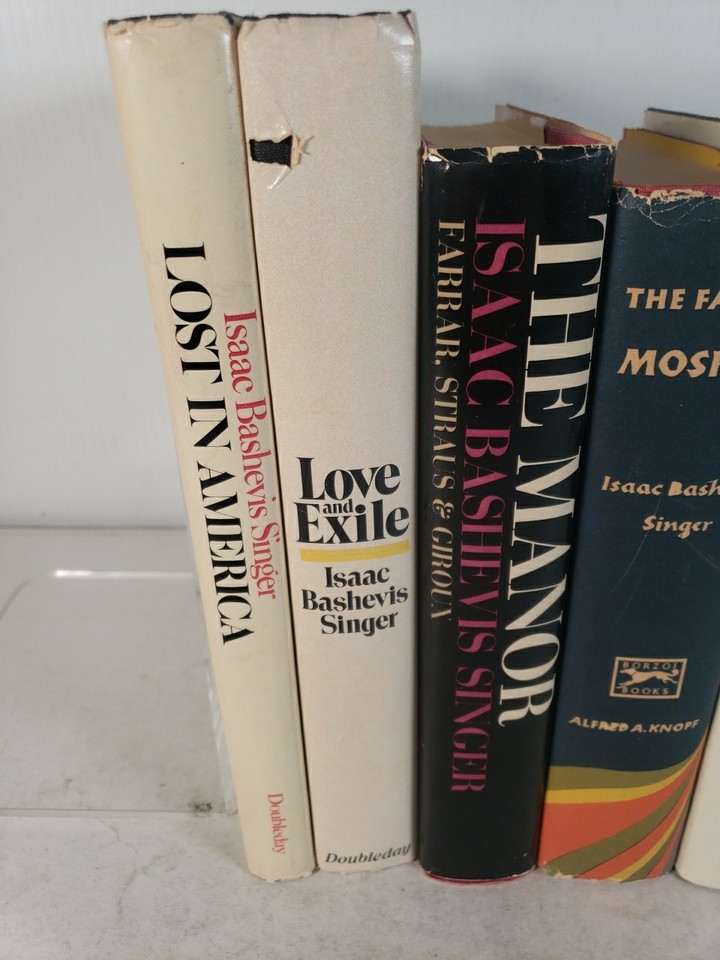 Isaac Bashevis Singer
LOST IN AMERICA
Doubleday
Love
and
Exile
Isaac
Bashevis
Singer
Doubleday
THE MANOR
ISAAC BASHEVIS SINGER
FARRAR, STRAUS & GIROUX
THE FA
MOSK
Isaac Bash
Singer
BORZOI
BOOKS
ALFRED A. KNOPF